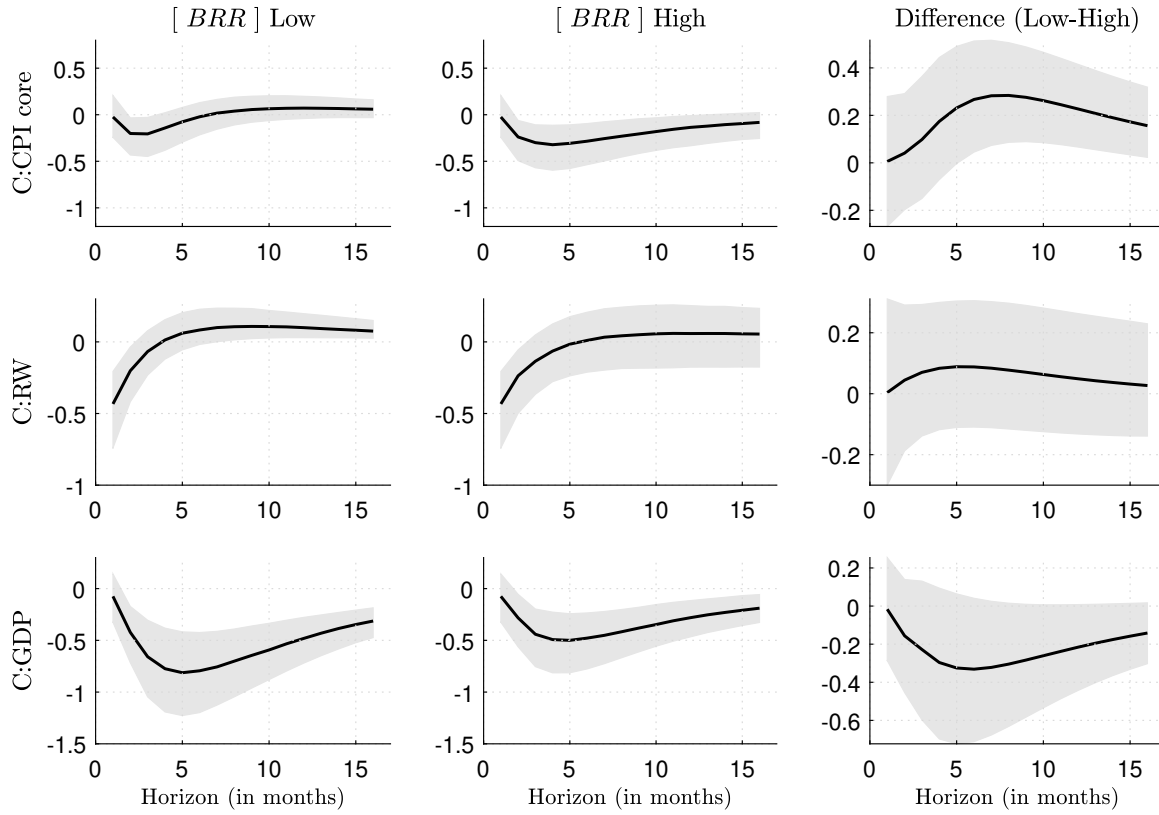 [ BRR ] Low
[ BRR ] High
Difference (Low-High)
C:CPI core
0.5
0
-0.5
-1
0 5 10 15
0.5
0
-0.5
-1
0 5 10 15
0.4
0.2
0
-0.2
0 5 10 15
C:RW
0
-0.5
-1
0 5 10 15
0
-0.5
-1
0 5 10 15
0.2
0
-0.2
0 5 10 15
C:GDP
0
-0.5
-1
-1.5
0 5 10 15
Horizon (in months)
0
-0.5
-1
-1.5
0 5 10 15
Horizon (in months)
0.2
0
-0.2
-0.4
-0.6
0 5 10 15
Horizon (in months)